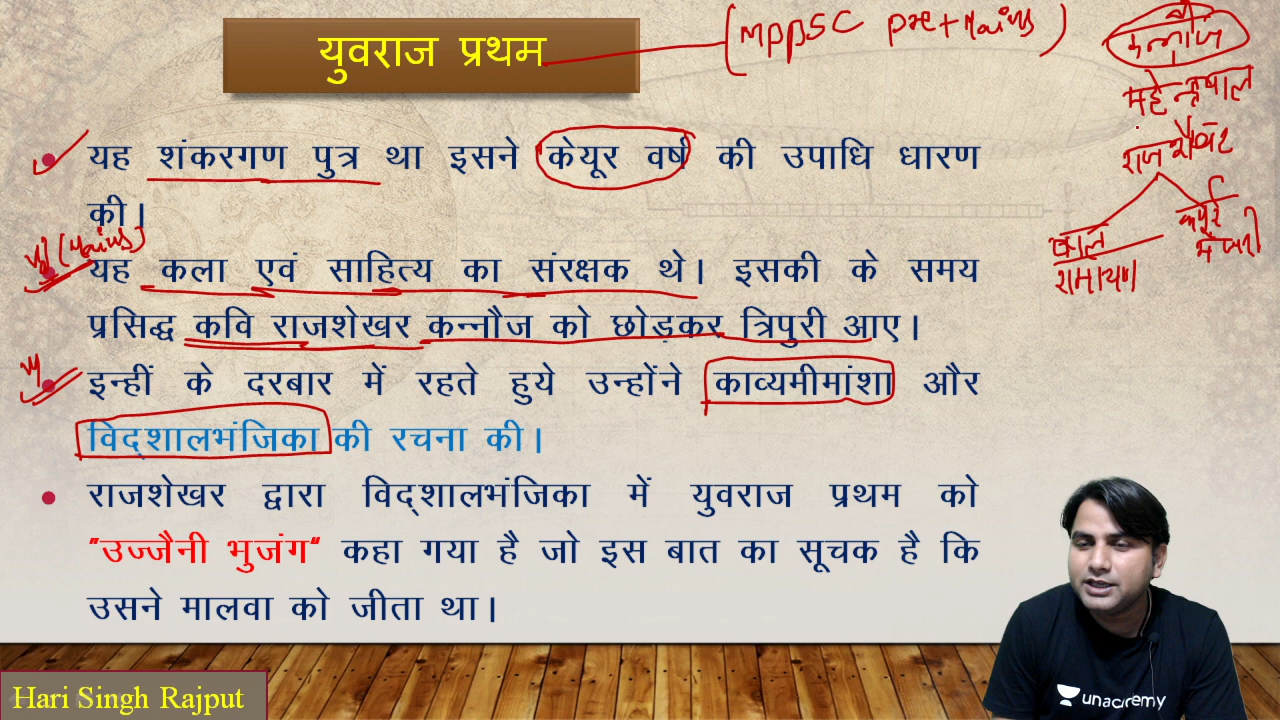 युवराज प्रथम
(MPPSC Pre+Mains)
यह शंकरगण पुत्र था इसने केयूर वर्ष की उपाधि धारण
की।
(Mains)
यह कला एवं साहित्य का संरक्षक थे। इसकी के समय
प्रसिद्ध कवि राजशेखर कन्नौज को छोड़कर त्रिपुरी आए।
इन्हीं के दरबार में रहते हुये उन्होंने काव्यमीमांशा और
विद्शालभंजिका की रचना की।
राजशेखर द्वारा विद्शालभंजिका में युवराज प्रथम को
"उज्जैनी भुजंग" कहा गया है जो इस बात का सूचक है कि
उसने मालवा को जीता था।
कन्नौज
महेन्द्रपाल
राजशेखर
बाल
रामायण
कर्पूर
मंजरी
unacademy
Hari Singh Rajput